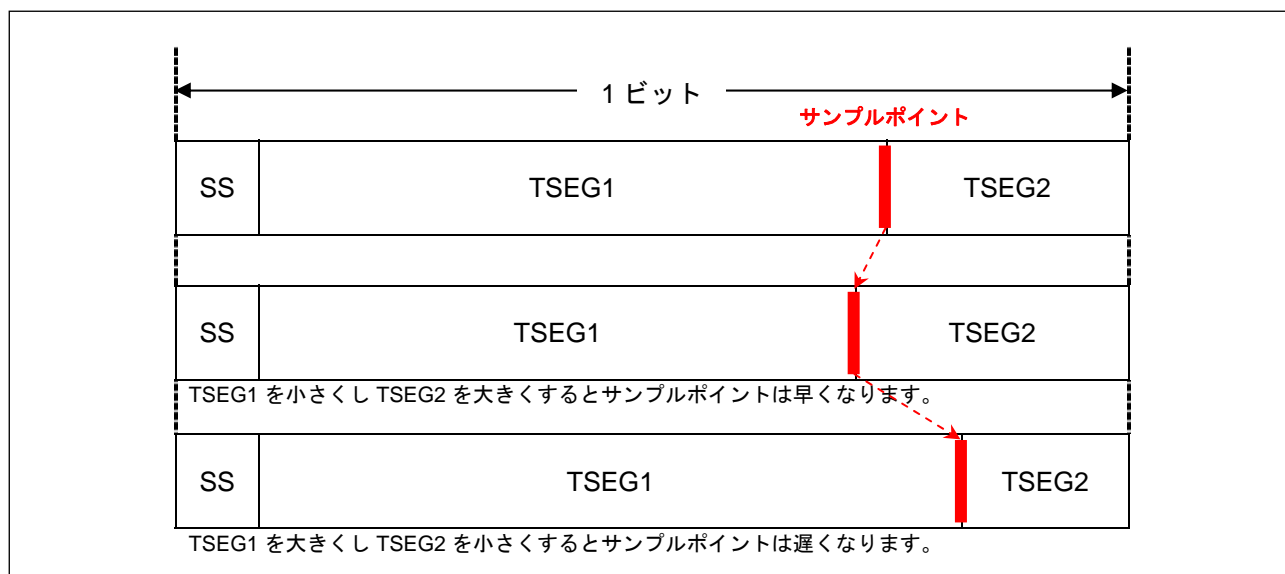 1 ビット
サンプルポイント
SS TSEG1 TSEG2
SS TSEG1 TSEG2
TSEG1 を小さくし TSEG2 を大きくするとサンプルポイントは早くなります。
SS TSEG1 TSEG2
TSEG1 を大きくし TSEG2 を小さくするとサンプルポイントは遅くなります。